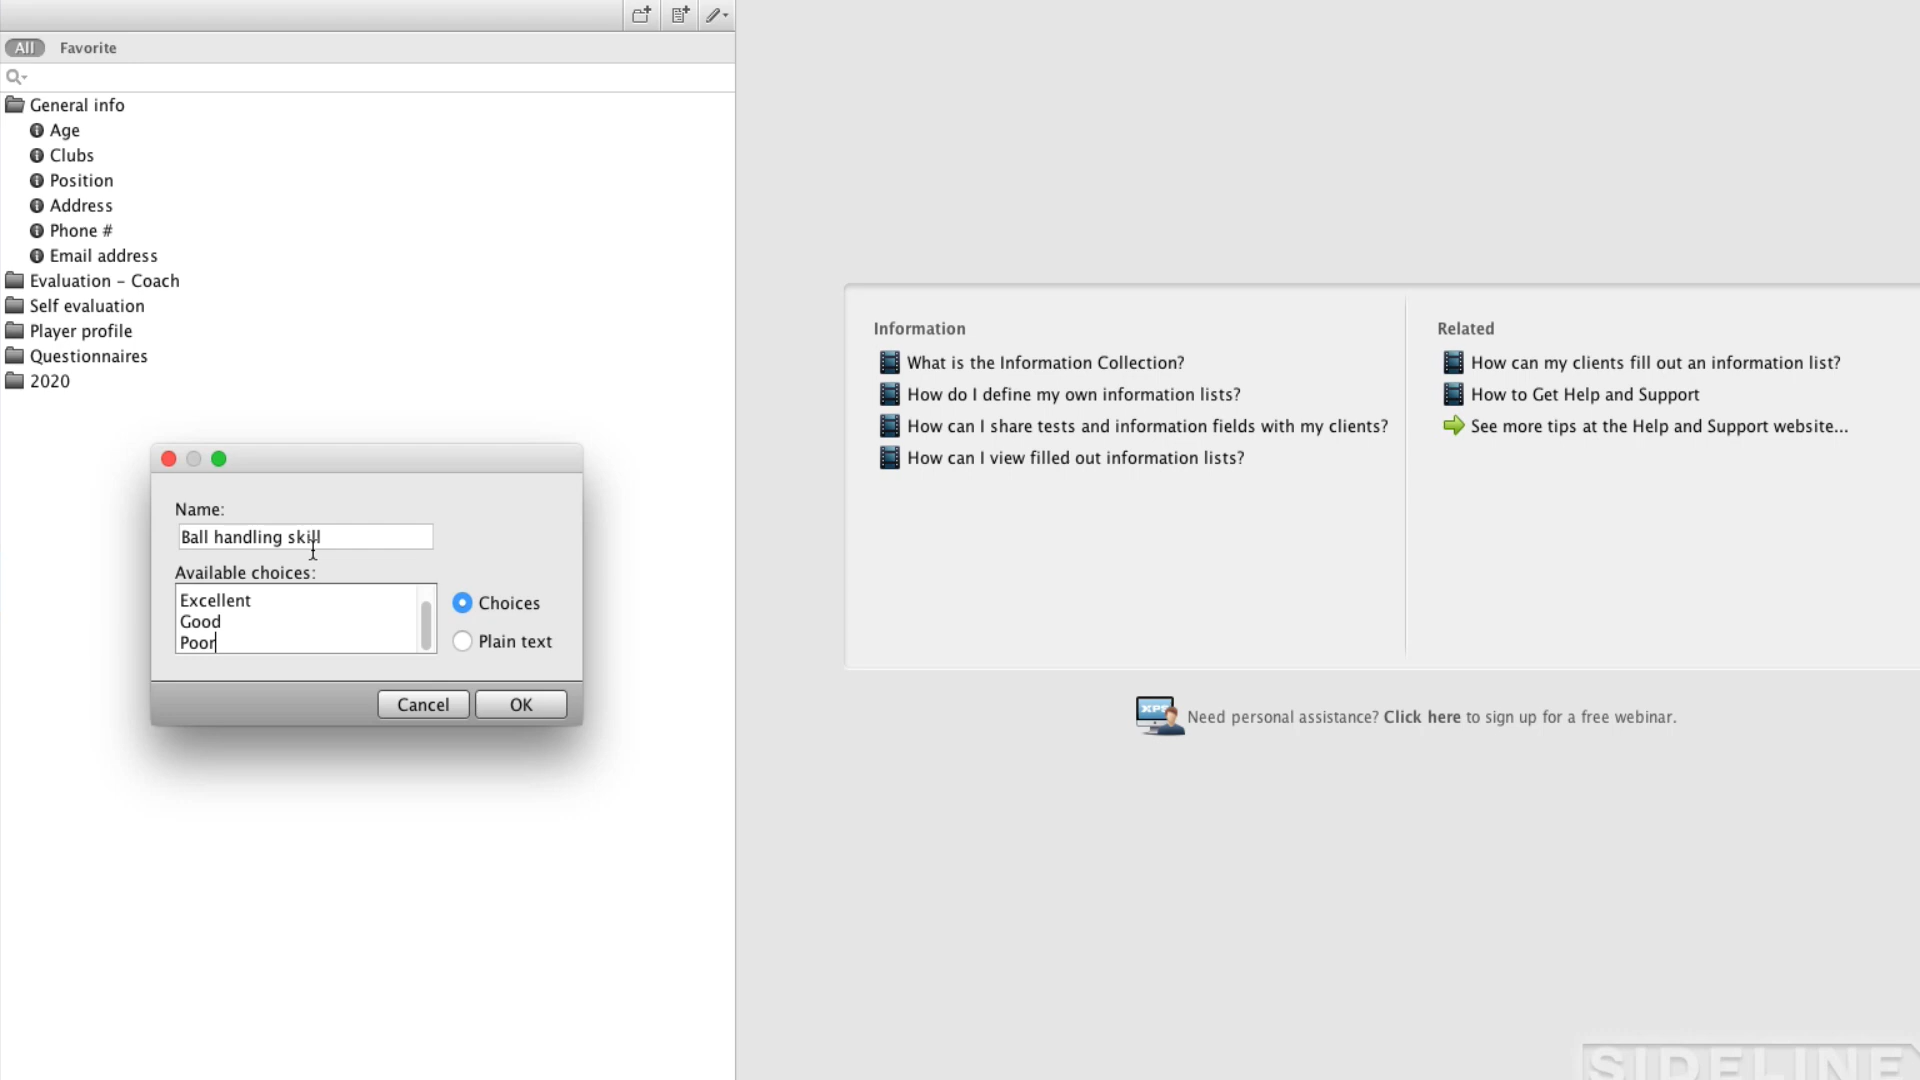 All Favorite
General info
Age
Clubs
Position
Address
Phone #
Email address
Evaluation - Coach
Self evaluation
Player profile
Questionnaires
2020
Name:
Ball handling skill
Available choices:
Excellent
Good
Poor
Choices
Plain text
Cancel OK
Information
What is the Information Collection?
How do I define my own information lists?
How can I share tests and information fields with my clients?
How can I view filled out information lists?
Related
How can my clients fill out an information list?
How to Get Help and Support
See more tips at the Help and Support website...
XPS
Need personal assistance? Click here to sign up for a free webinar.
SIDELINE